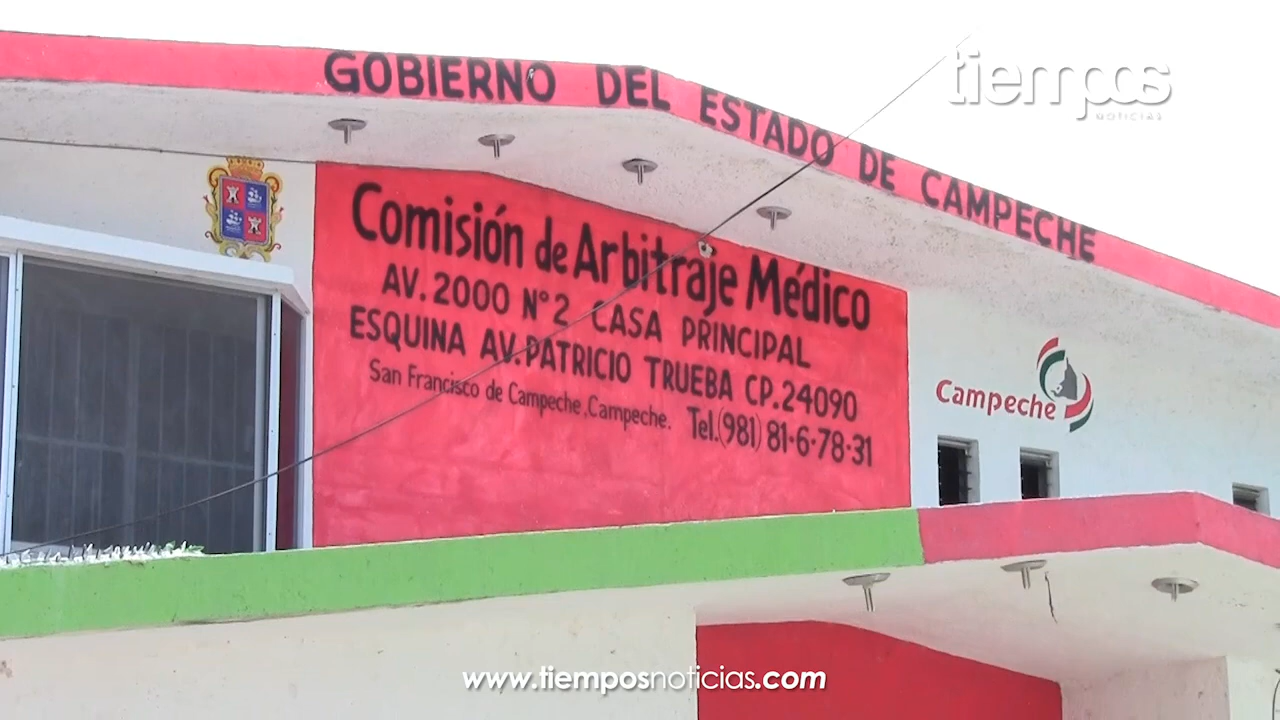 tiempos
NOTICIAS
GOBIERNO DEL ESTADO DE CAMPECHE
Comisión de Arbitraje Médico
AV. 2000 N° 2 CASA PRINCIPAL
ESQUINA AV. PATRICIO TRUEBA CP. 24090
San Francisco de Campeche, Campeche. Tel. (981) 81-6-78-31
Campeche
www.tiemposnoticias.com